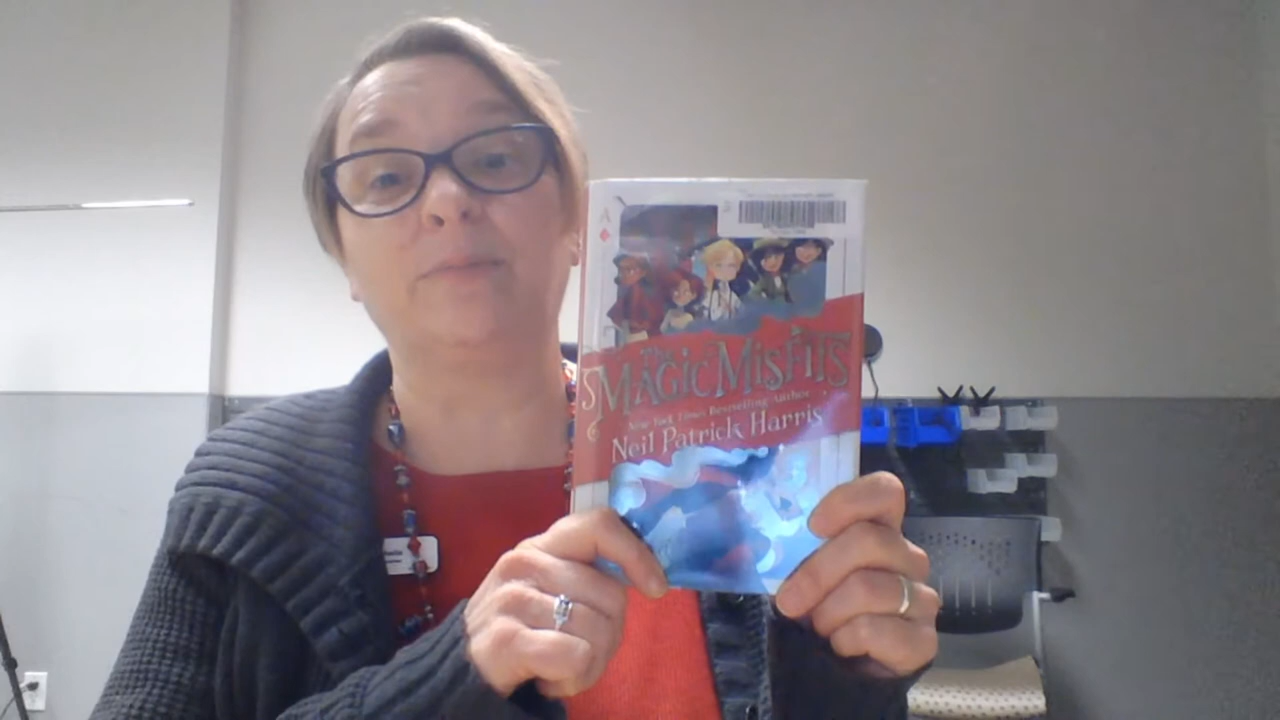 A
The
MAGIC MISFITS
New York Times Bestselling Author
Neil Patrick Harris